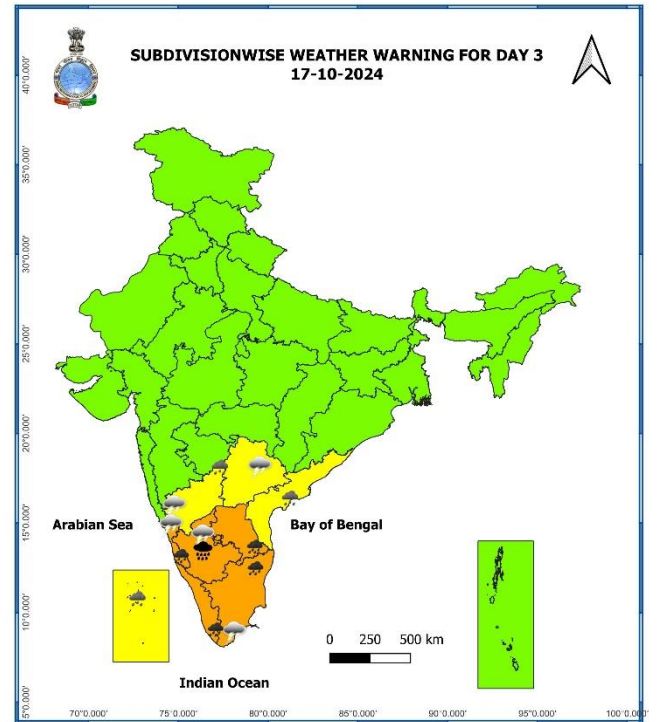 SUBDIVISIONWISE WEATHER WARNING FOR DAY 3
17-10-2024
40°0.000'
35°0.000'
30°0.000'
25°0.000'
20°0.000'
Arabian Sea
Bay of Bengal
15°0.000'
10°0.000'
0 250 500 km
Indian Ocean
5°0.000'
70°0.000' 75°0.000' 80°0.000' 85°0.000' 90°0.000' 95°0.000' 100°0.000'